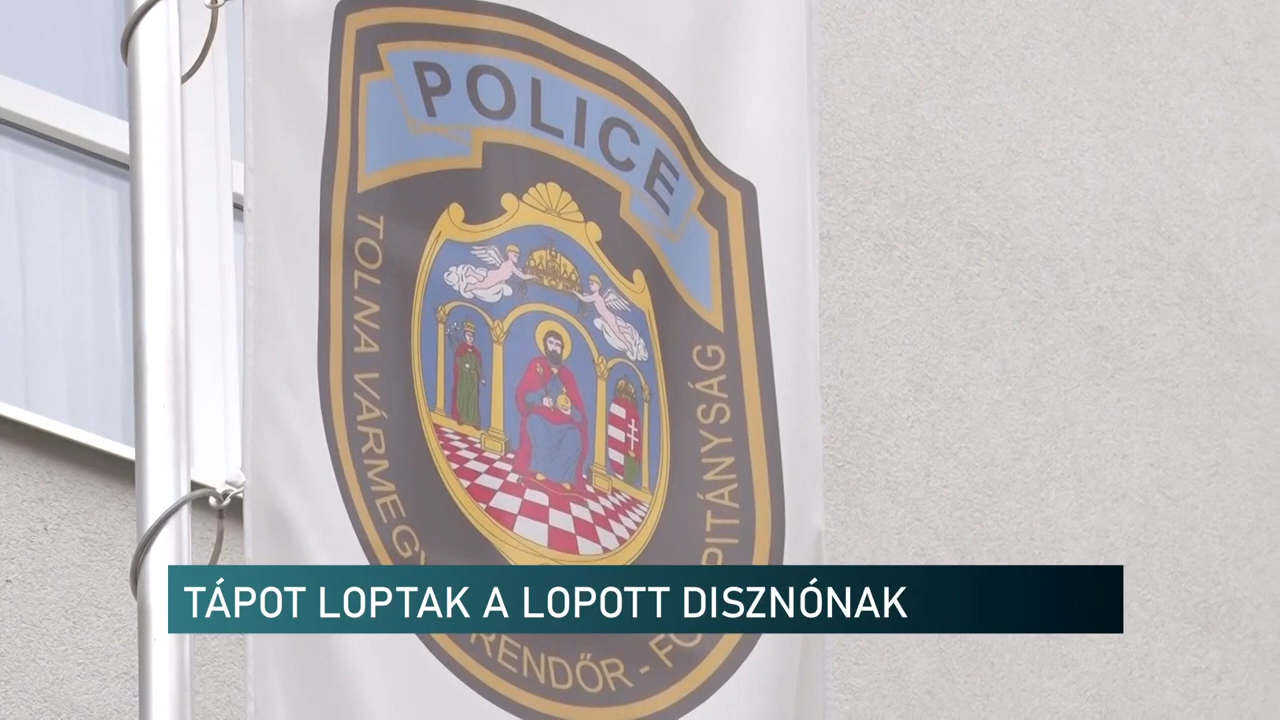 POLICE
TOLNA VÁRMEGY
RENDŐR - FŐ
PITÁNYSÁG
TÁPOT LOPTAK A LOPOTT DISZNÓNAK